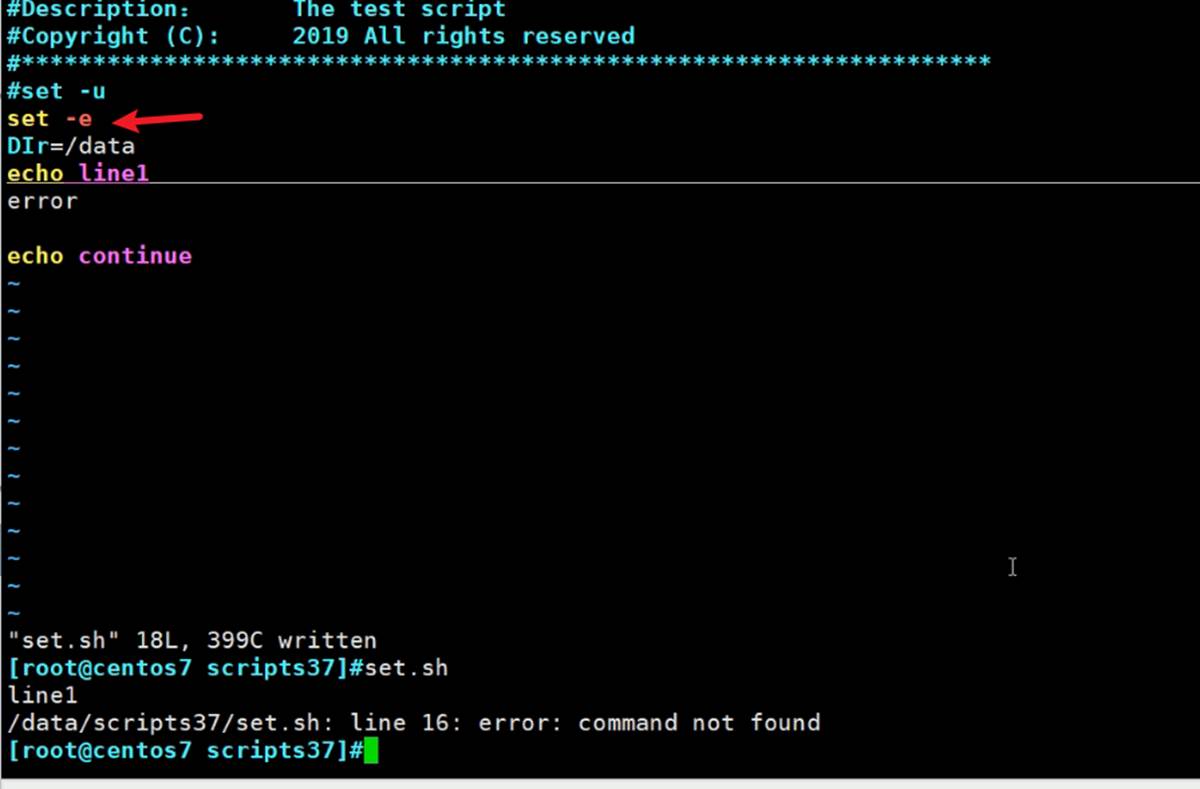 #Description:       The test script
#Copyright (C):     2019 All rights reserved
#********************************************************************
#set -u
set -e
DIr=/data
echo line1
error
echo continue
~
~
~
~
~
~
~
~
~
~
~
~
~
"set.sh" 18L, 399C written
[root@centos7 scripts37]#set.sh
line1
/data/scripts37/set.sh: line 16: error: command not found
[root@centos7 scripts37]#